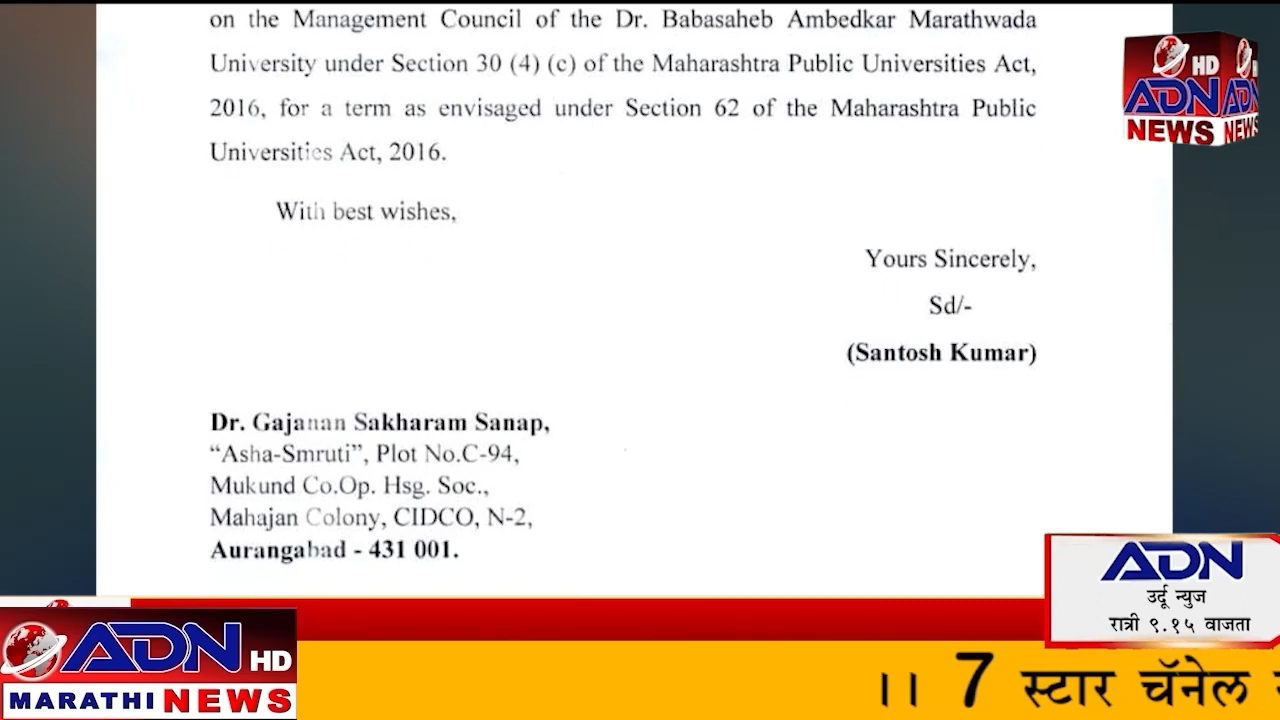 on the Management Council of the Dr. Babasaheb Ambedkar Marathwada
University under Section 30 (4) (c) of the Maharashtra Public Universities Act,
2016, for a term as envisaged under Section 62 of the Maharashtra Public
Universities Act, 2016.
With best wishes,
Yours Sincerely,
Sd/-
(Santosh Kumar)
Dr. Gajanan Sakharam Sanap,
“Asha-Smruti”, Plot No.C-94,
Mukund Co.Op. Hsg. Soc.,
Mahajan Colony, CIDCO, N-2,
Aurangabad - 431 001.
HD
ADN
NEWS
HD
ADN
NEWS
ADN
उर्दू न्युज
रात्री ९.१५ वाजता
ADN HD
MARATHI NEWS
।। 7 स्टार चॅनेल